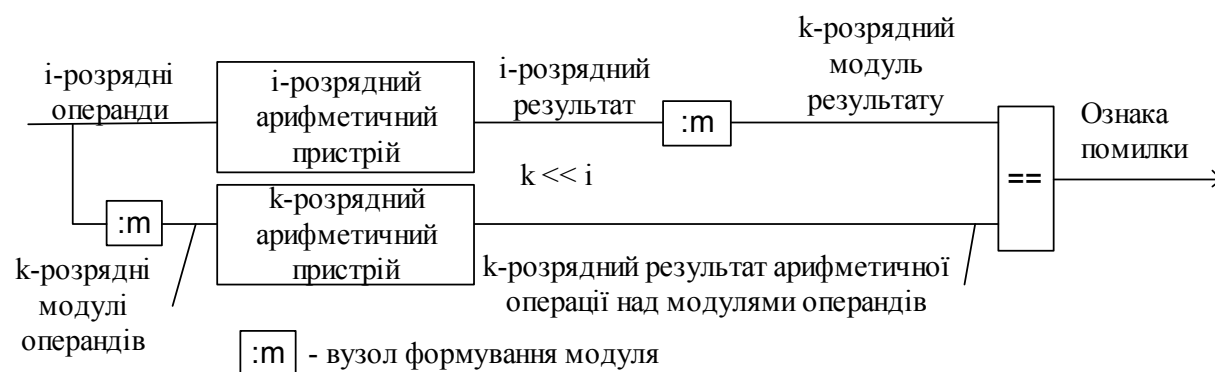 i-розрядні
операнди
i-розрядний
арифметичний
пристрій
i-розрядний
результат
:m
k-розрядний
модуль
результату
==
Ознака
помилки
k << i
:m
k-розрядні
модулі
операндів
k-розрядний
арифметичний
пристрій
k-розрядний результат арифметичної
операції над модулями операндів
:m - вузол формування модуля